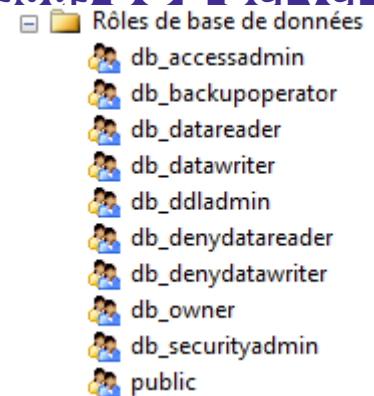 Rôles de base de données
db_accessadmin
db_backupoperator
db_datareader
db_datawriter
db_ddladmin
db_denydatareader
db_denydatawriter
db_owner
db_securityadmin
public